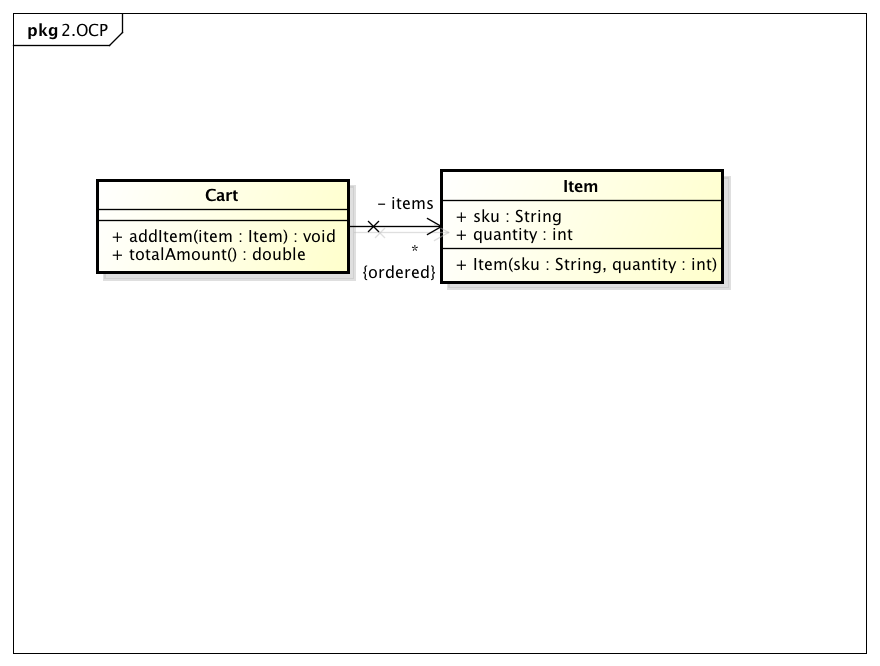 pkg 2.OCP
Cart
+ addItem(item : Item) : void
+ totalAmount() : double
- items
*
{ordered}
Item
+ sku : String
+ quantity : int
+ Item(sku : String, quantity : int)